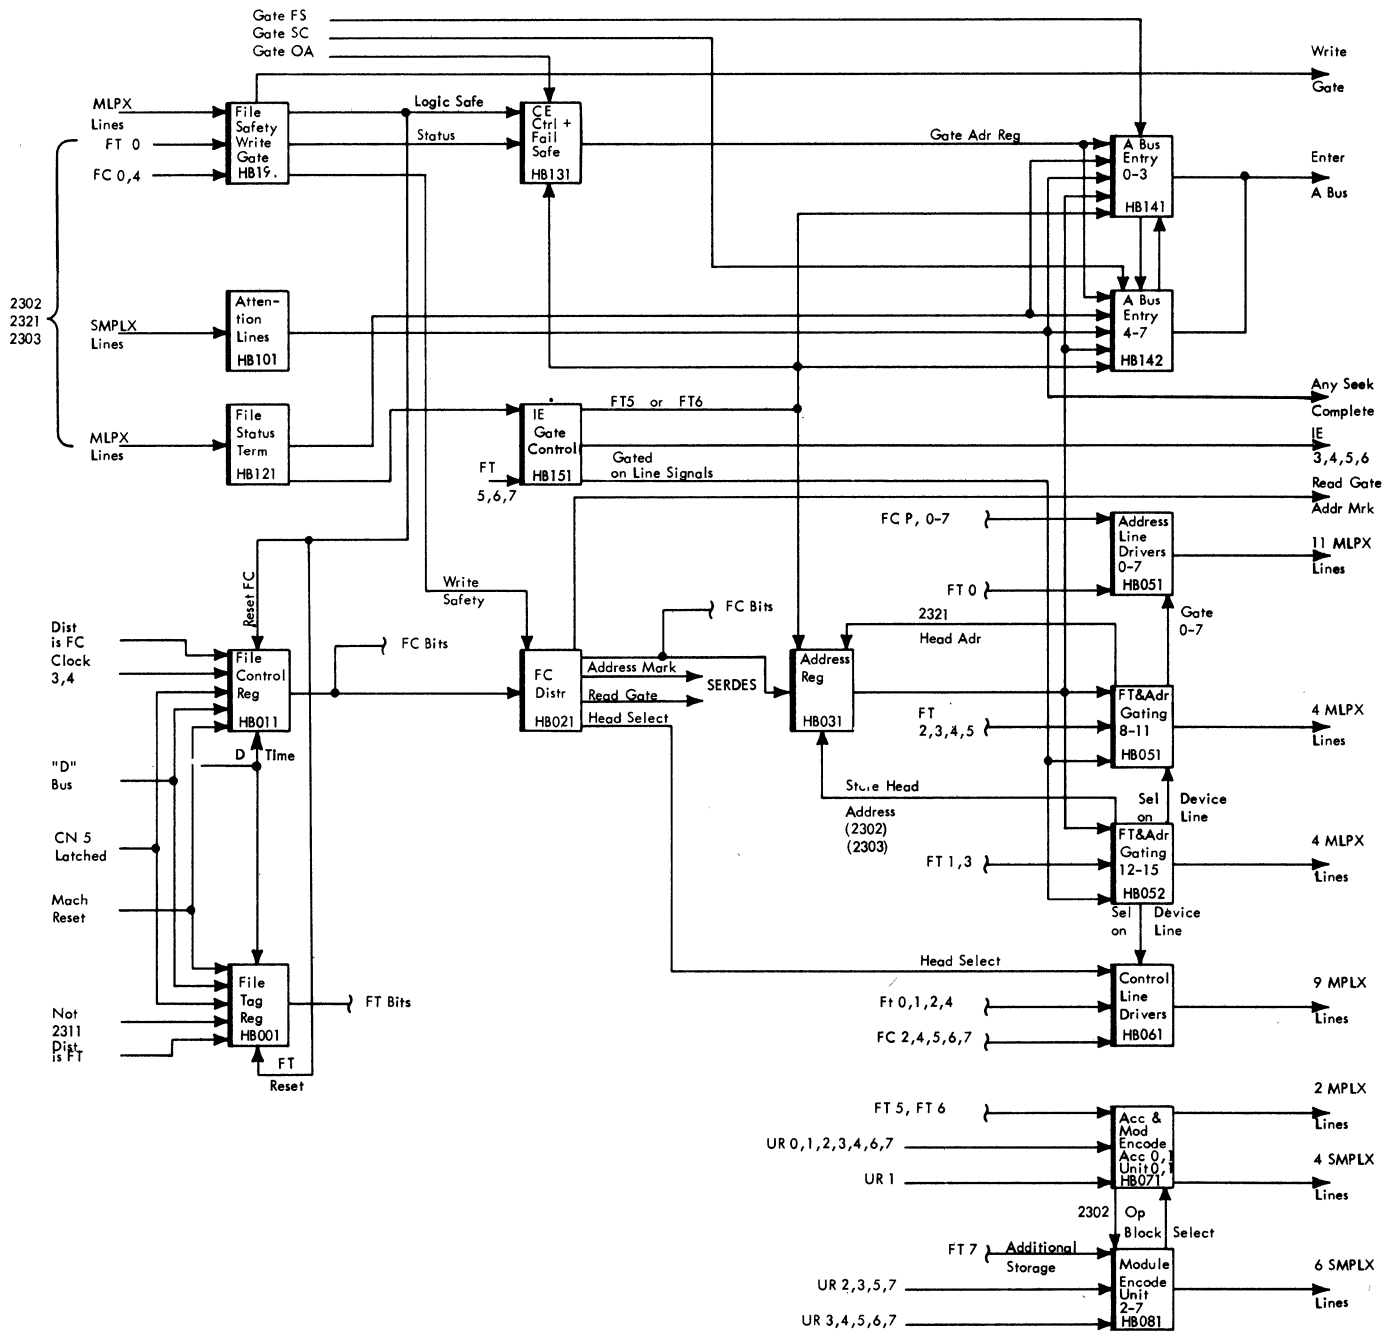 Gate FS
Gate SC
Gate OA
Write
Gate
MLPX
Lines
FT 0
FC 0,4
File
Safety
Write
Gate
HB19.
Logic Safe
Status
CE
Ctrl +
Fail
Safe
HB131
Gate Adr Reg
A Bus
Entry
0-3
HB141
Enter
A Bus
2302
2321
2303
SMPLX
Lines
Atten-
tion
Lines
HB101
A Bus
Entry
4-7
HB142
Any Seek
Complete
MLPX
Lines
File
Status
Term
HB121
FT
5,6,7
IE
Gate
Control
HB151
FT5 or FT6
Gated
on Line Signals
IE
3,4,5,6
Read Gate
Addr Mrk
FC P, 0-7
FT 0
Address
Line
Drivers
0-7
HB051
11 MLPX
Lines
Gate
0-7
Reset FC
Write
Safety
FC Bits
Dist
is FC
Clock
3,4
File
Control
Reg
HB011
FC Bits
FC
Distr
HB021
Address Mark
Read Gate
SERDES
Head Select
2321
Head Adr
Address
Reg
HB031
FT
2,3,4,5
FT&Adr
Gating
8-11
HB051
4 MLPX
Lines
D Time
"D"
Bus
CN 5
Latched
Mach
Reset
Store Head
Address
(2302)
(2303)
Sel Device
on Line
FT 1,3
FT&Adr
Gating
12-15
HB052
4 MLPX
Lines
Sel Device
on Line
Not
2311
Dist
is FT
File
Tag
Reg
HB001
FT Bits
FT
Reset
Head Select
Ft 0,1,2,4
FC 2,4,5,6,7
Control
Line
Drivers
HB061
9 MPLX
Lines
FT 5, FT 6
UR 0,1,2,3,4,6,7
UR 1
Acc &
Mod
Encode
Acc 0,1
Unit 0,1
HB071
2 MPLX
Lines
4 SMPLX
Lines
2302 Op
Block Select
FT 7
Additional
Storage
UR 2,3,5,7
UR 3,4,5,6,7
Module
Encode
Unit
2-7
HB081
6 SMPLX
Lines